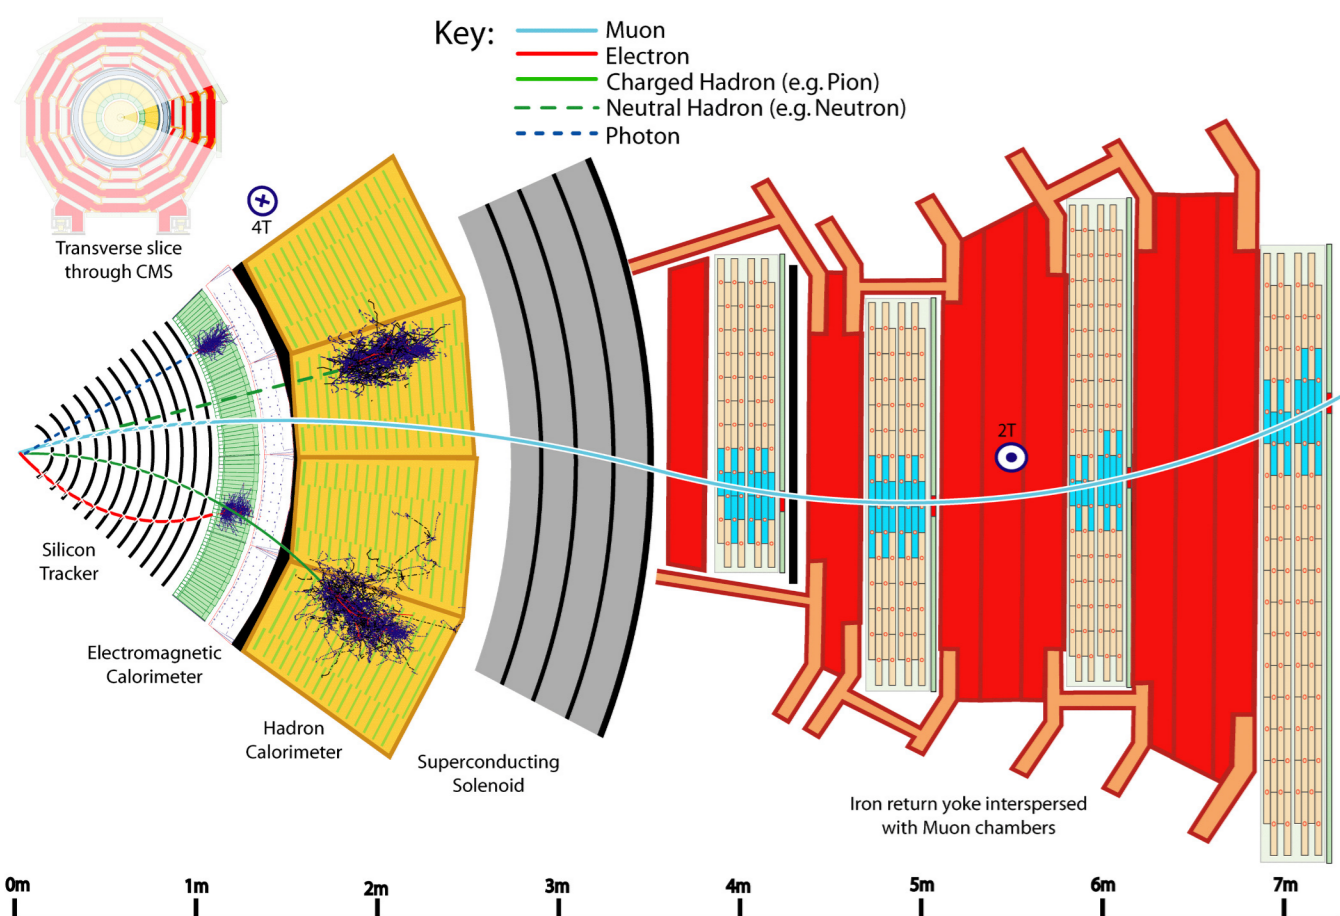 Key:
Muon
Electron
Charged Hadron (e.g. Pion)
Neutral Hadron (e.g. Neutron)
Photon
Transverse slice
through CMS
4T
2T
Silicon
Tracker
Electromagnetic
Calorimeter
Hadron
Calorimeter
Superconducting
Solenoid
Iron return yoke interspersed
with Muon chambers
0m 1m 2m 3m 4m 5m 6m 7m